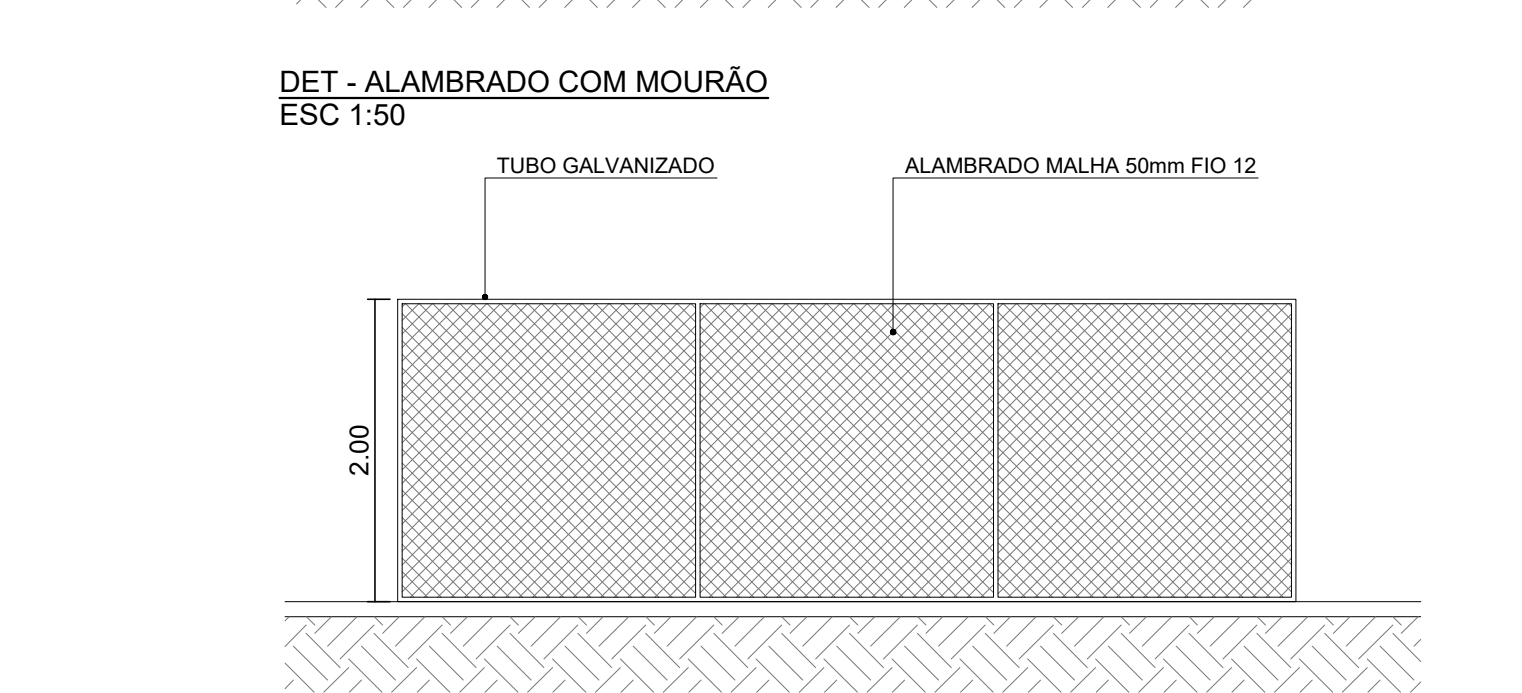 DET - ALAMBRADO COM MOURÃO
ESC 1:50
TUBO GALVANIZADO
ALAMBRADO MALHA 50mm FIO 12
2.00